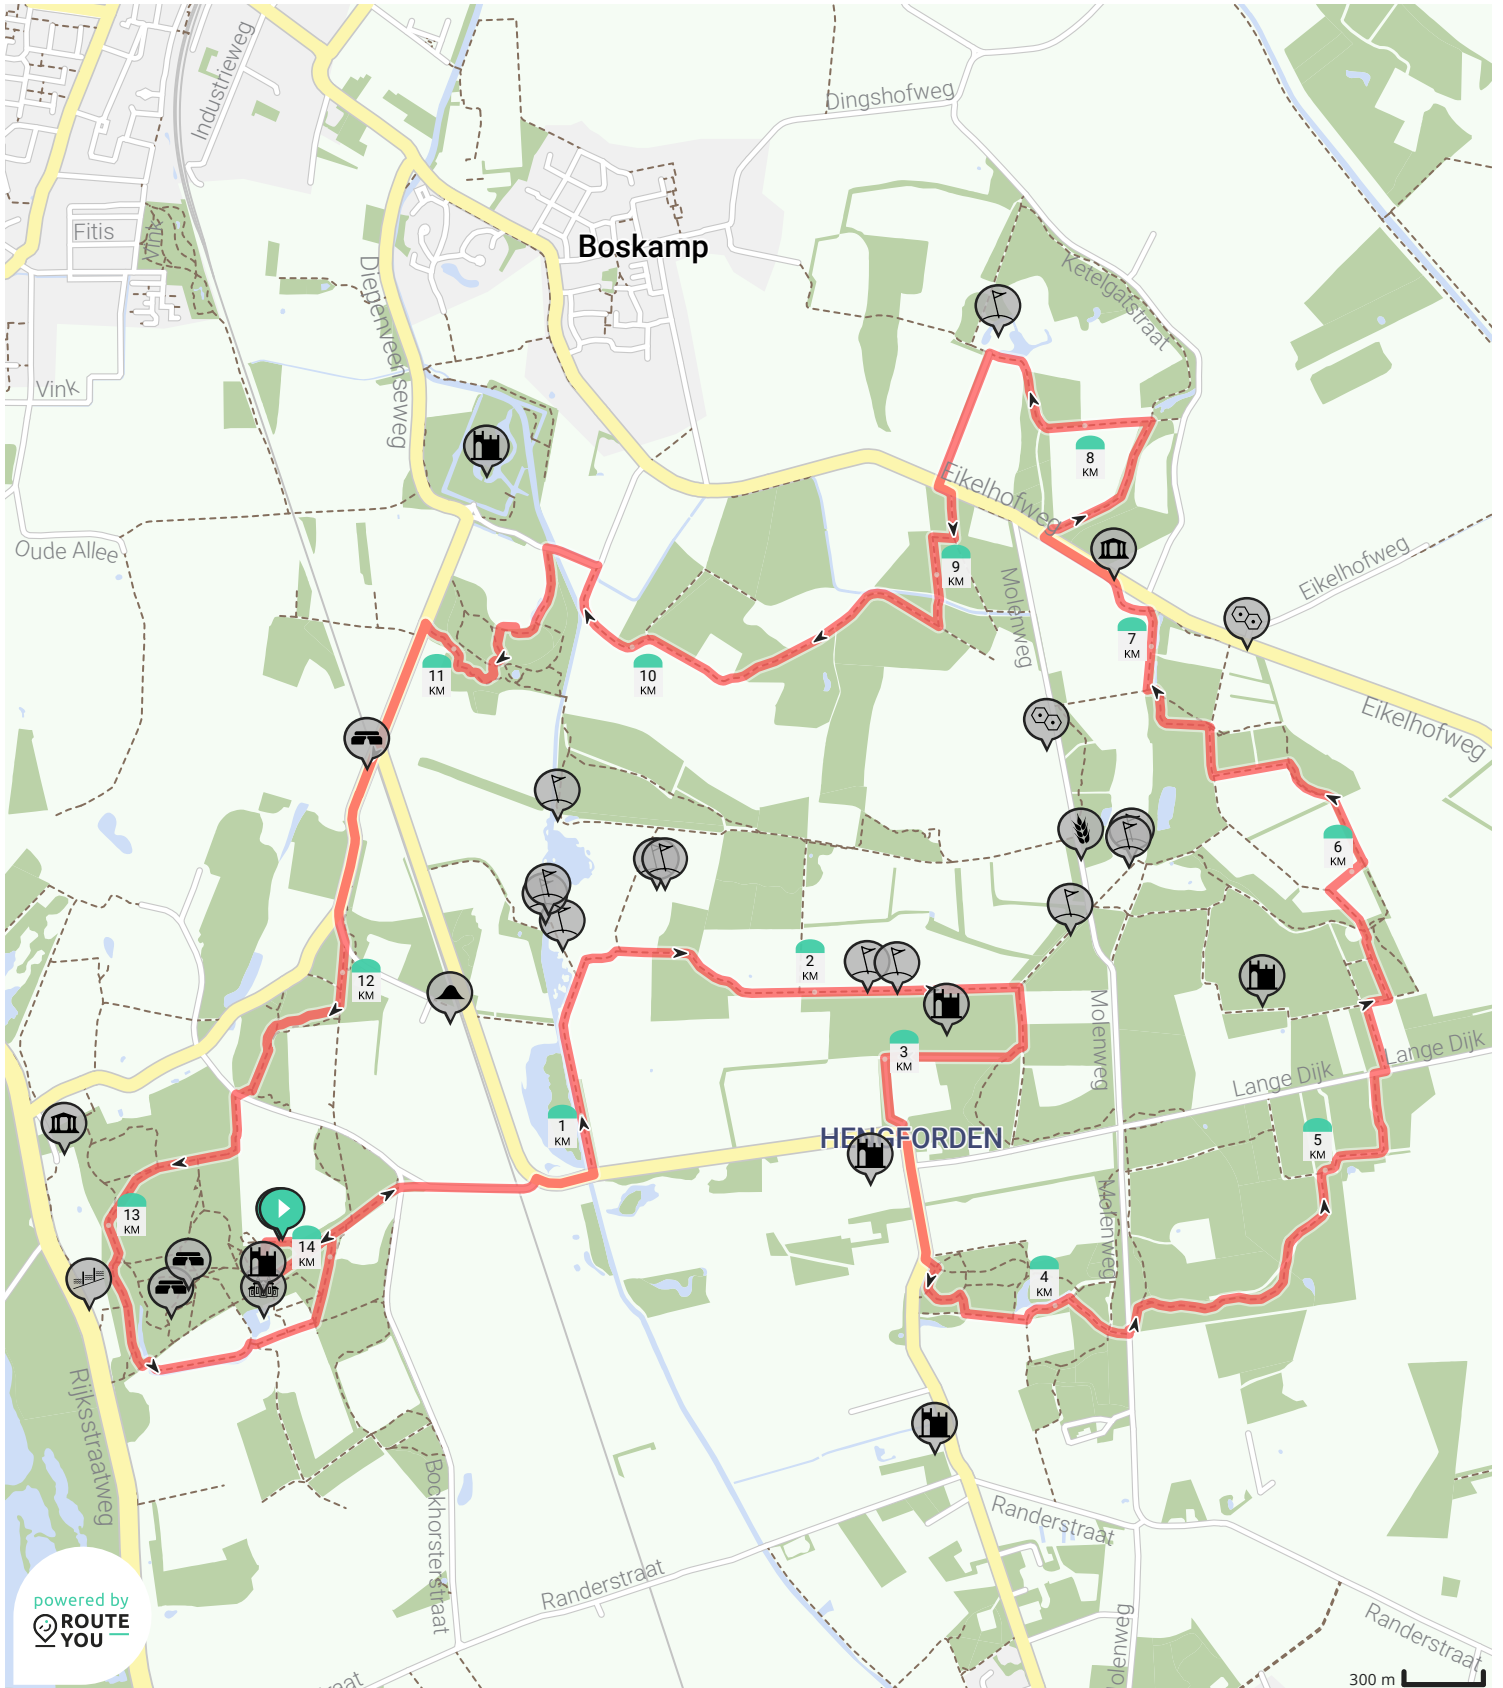 Industrieweg
Dingshofweg
Fitis
Vink
Boskamp
Diepenveenseweg
Ketelgatstraat
Vink
8
KM
Eikelhofweg
Oude Allee
9
KM
Eikelhofweg
Molenweg
7
KM
11
KM
10
KM
Eikelhofweg
6
KM
2
KM
12
KM
Molenweg
3
KM
Lange Dijk
Lange Dijk
1
KM
HENGFORDEN
5
KM
13
KM
Molenweg
14
KM
4
KM
Rijksstraatweg
Bockhorsterstraat
Randerstraat
Randerstraat
Randerstraat
powered by
ROUTE
YOU
olenweg
raat
300 m